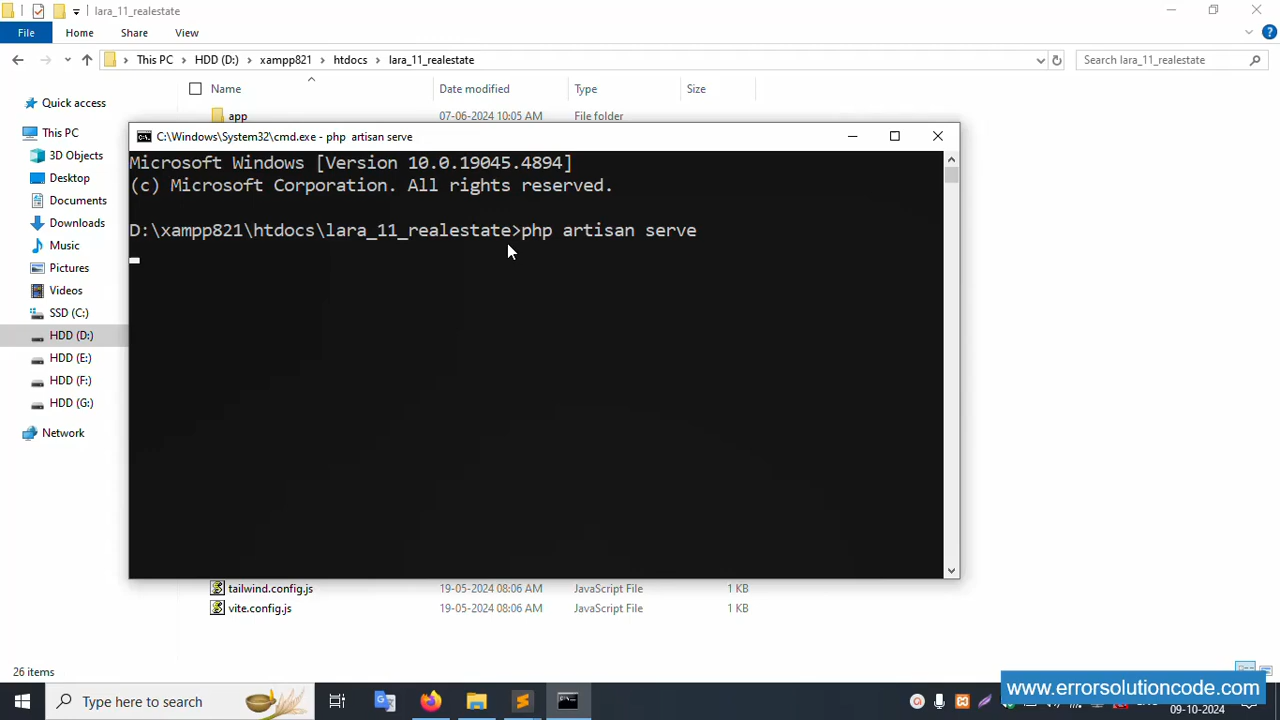 lara_11_realestate
File
Home
Share
View
This PC
HDD (D:)
xampp821
htdocs
lara_11_realestate
Search lara_11_realestate
Name
Date modified
Type
Size
Quick access
This PC
3D Objects
Desktop
Documents
Downloads
Music
Pictures
Videos
SSD (C:)
HDD (D:)
HDD (E:)
HDD (F:)
HDD (G:)
Network
app
07-06-2024 10:05 AM
File folder
C:\Windows\System32\cmd.exe - php  artisan serve
Microsoft Windows [Version 10.0.19045.4894]
(c) Microsoft Corporation. All rights reserved.
D:\xampp821\htdocs\lara_11_realestate>php artisan serve
tailwind.config.js
19-05-2024 08:06 AM
JavaScript File
1 KB
vite.config.js
19-05-2024 08:06 AM
JavaScript File
1 KB
26 items
www.errorsolutioncode.com
Type here to search
09-10-2024